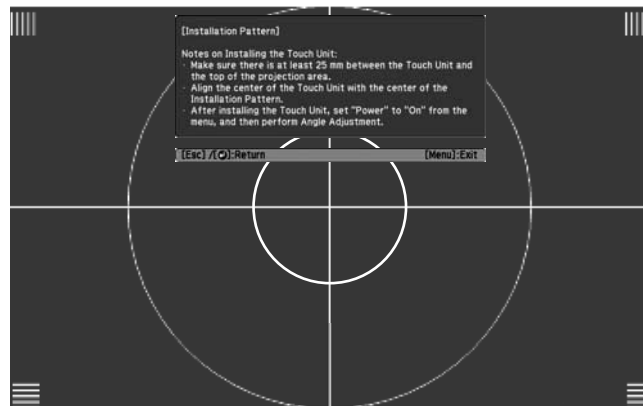 [Installation Pattern]
Notes on Installing the Touch Unit:
· Make sure there is at least 25 mm between the Touch Unit and
the top of the projection area.
· Align the center of the Touch Unit with the center of the
Installation Pattern.
· After installing the Touch Unit, set "Power" to "On" from the
menu, and then perform Angle Adjustment.
[Esc] /[⮐]:Return [Menu]:Exit